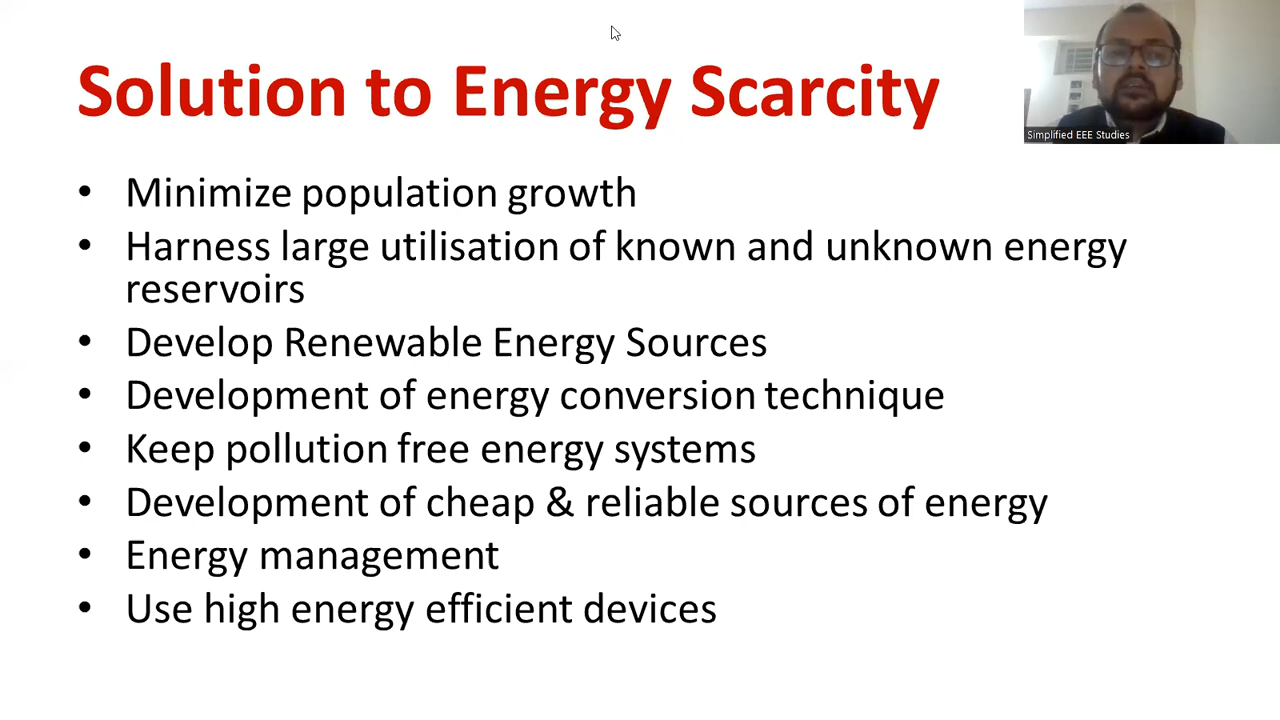 Solution to Energy Scarcity
Simplified EEE Studies
• Minimize population growth
• Harness large utilisation of known and unknown energy
reservoirs
• Develop Renewable Energy Sources
• Development of energy conversion technique
• Keep pollution free energy systems
• Development of cheap & reliable sources of energy
• Energy management
• Use high energy efficient devices